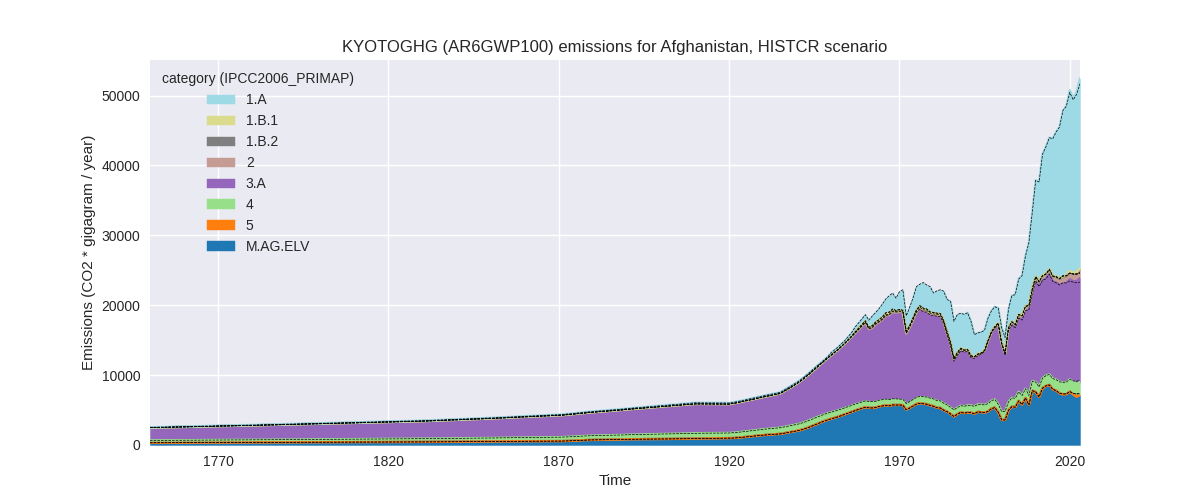 KYOTOGHG (AR6GWP100) emissions for Afghanistan, HISTCR scenario
category (IPCC2006_PRIMAP)
1.A
1.B.1
1.B.2
2
3.A
4
5
M.AG.ELV
Emissions (CO2 * gigagram / year)
50000
40000
30000
20000
10000
0
1770
1820
1870
1920
1970
2020
Time